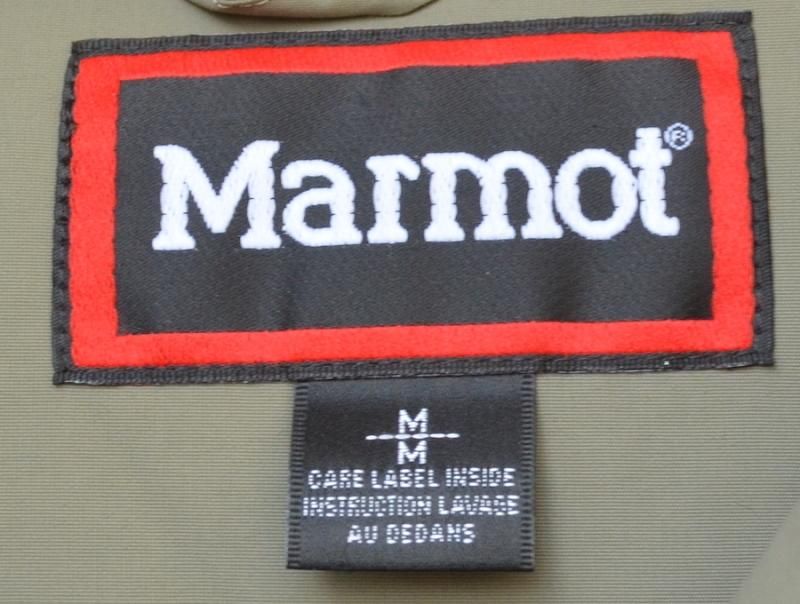 Marmot®
M
M
CARE LABEL INSIDE
INSTRUCTION LAVAGE
AU DEDANS